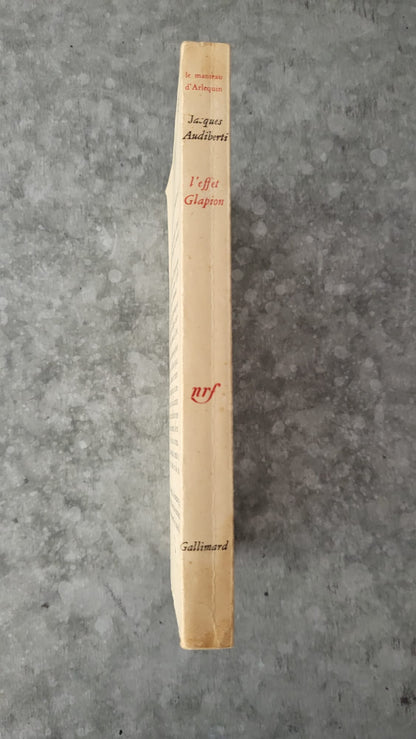 le manteau
d'Arlequin
Jacques
Audiberti
l'effet
Glapion
nrf
Gallimard